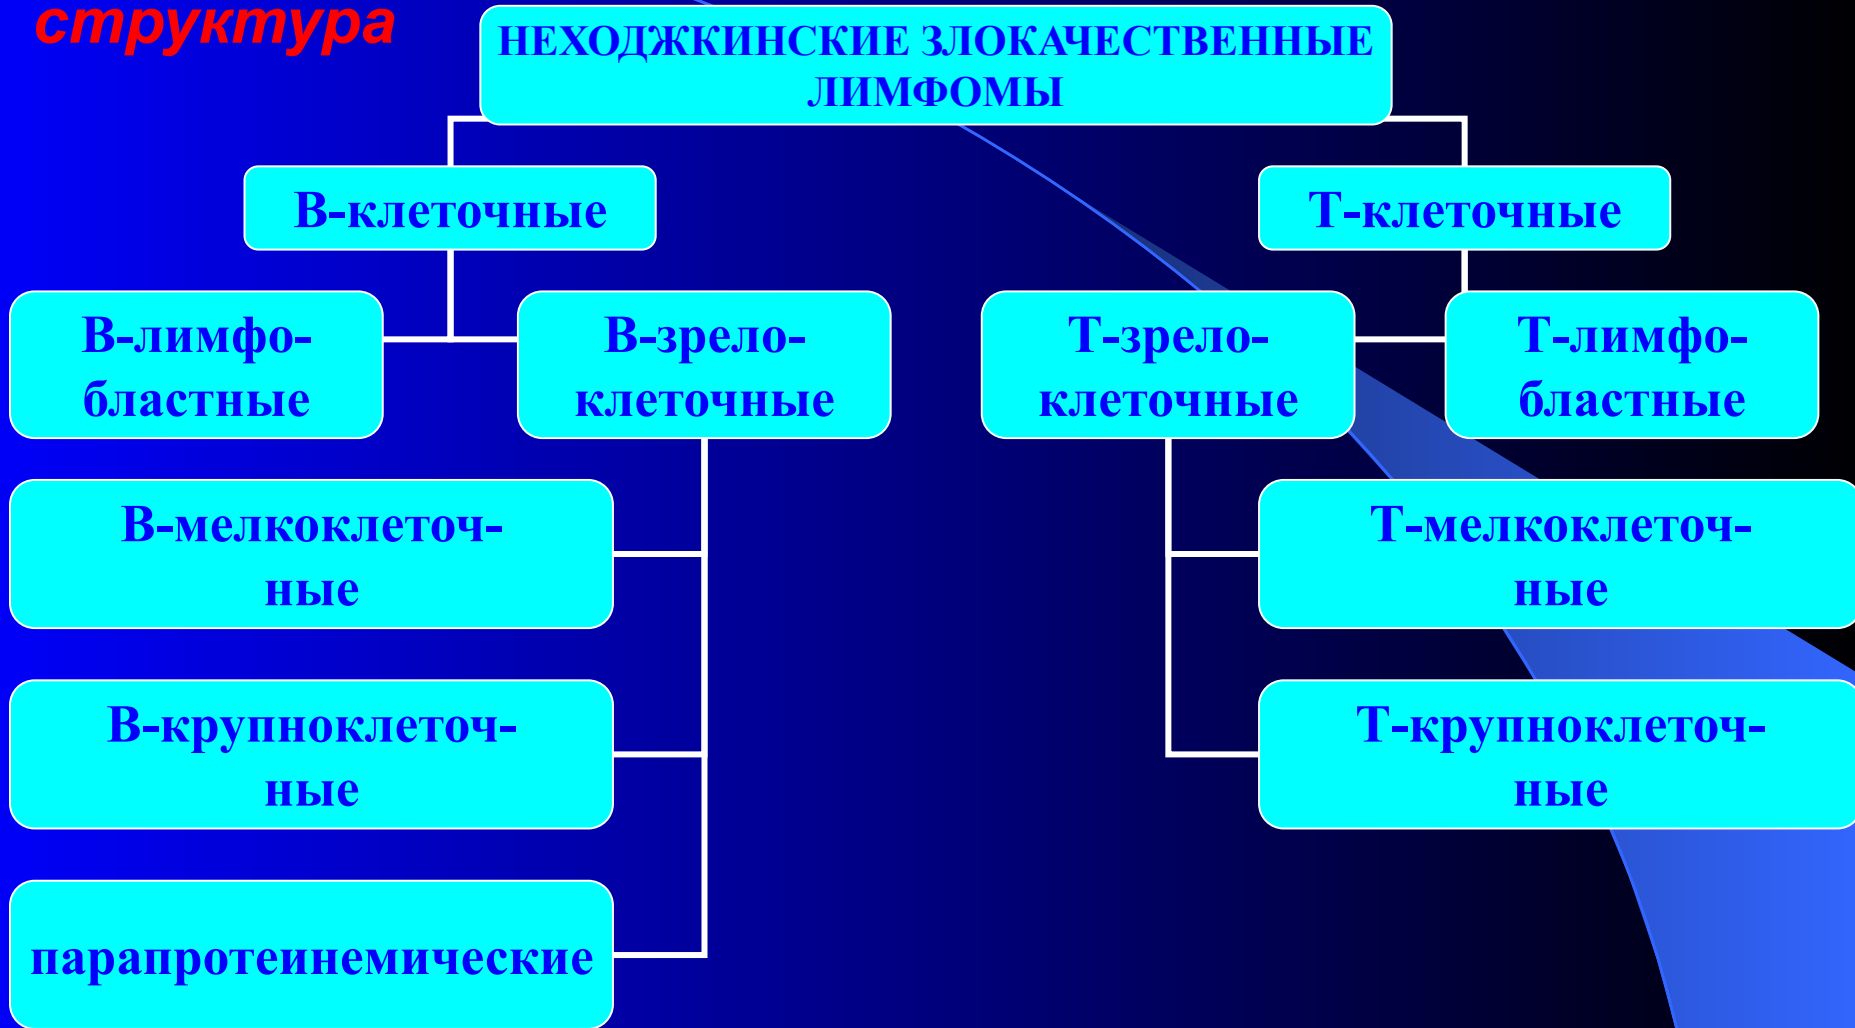 структура
НЕХОДЖКИНСКИЕ ЗЛОКАЧЕСТВЕННЫЕ
ЛИМФОМЫ
В-клеточные
Т-клеточные
В-лимфо-
бластные
В-зрело-
клеточные
Т-зрело-
клеточные
Т-лимфо-
бластные
В-мелкоклеточ-
ные
Т-мелкоклеточ-
ные
В-крупноклеточ-
ные
Т-крупноклеточ-
ные
парапротеинемические